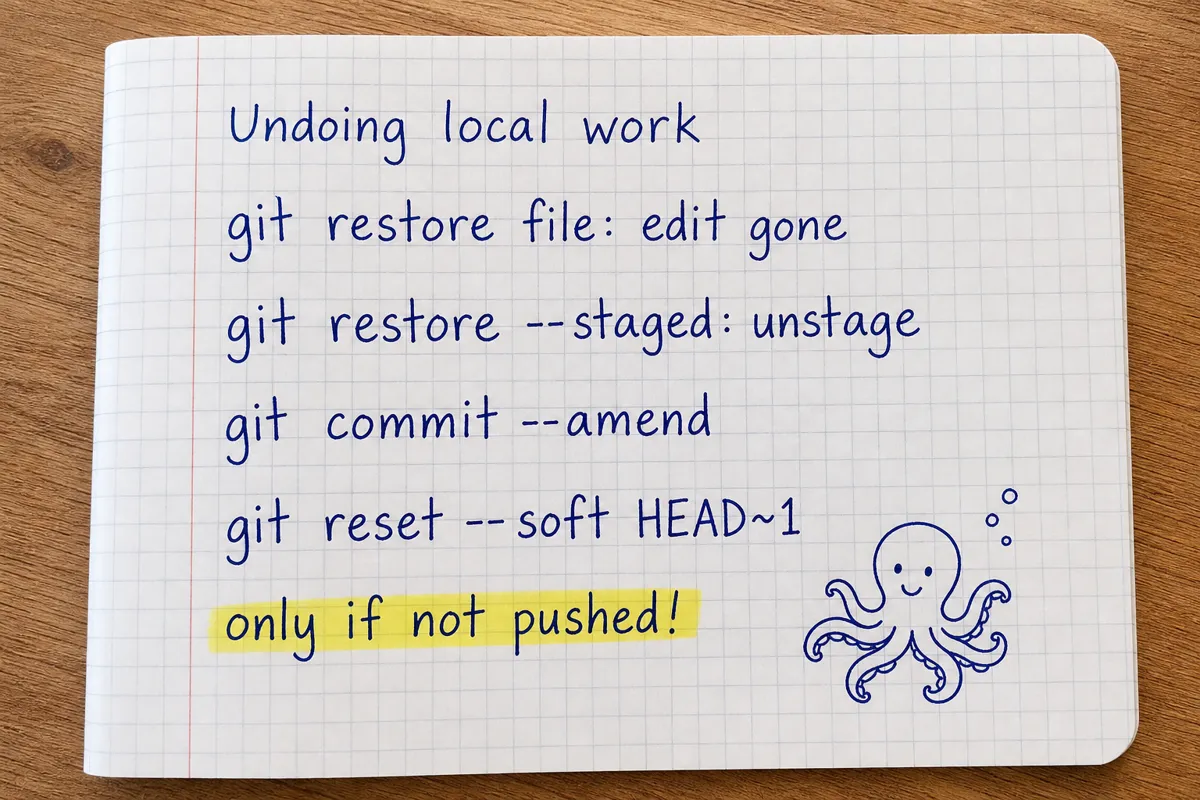 Undoing local work
git restore file: edit gone
git restore --staged: unstage
git commit --amend
git reset --soft HEAD~1
only if not pushed!